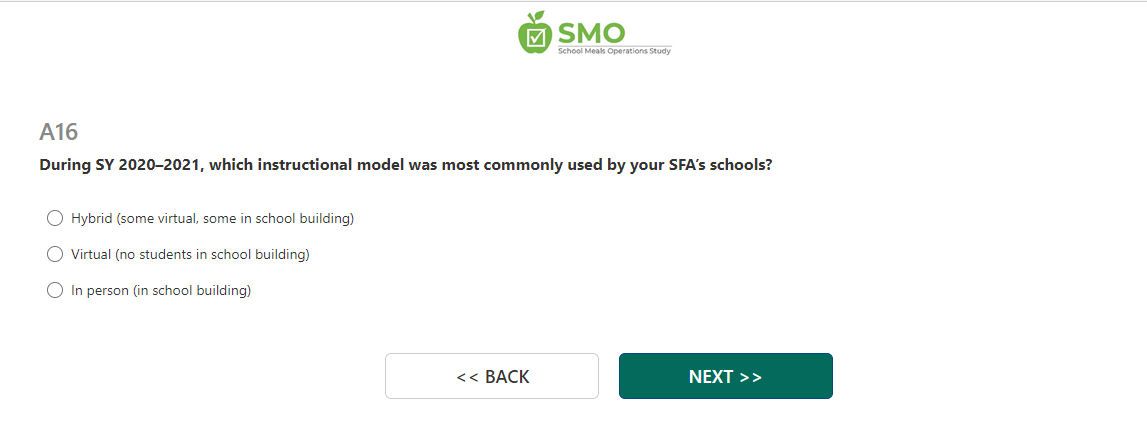 SMO
School Meals Operations Study
A16
During SY 2020–2021, which instructional model was most commonly used by your SFA's schools?
Hybrid (some virtual, some in school building)
Virtual (no students in school building)
In person (in school building)
<< BACK
NEXT >>